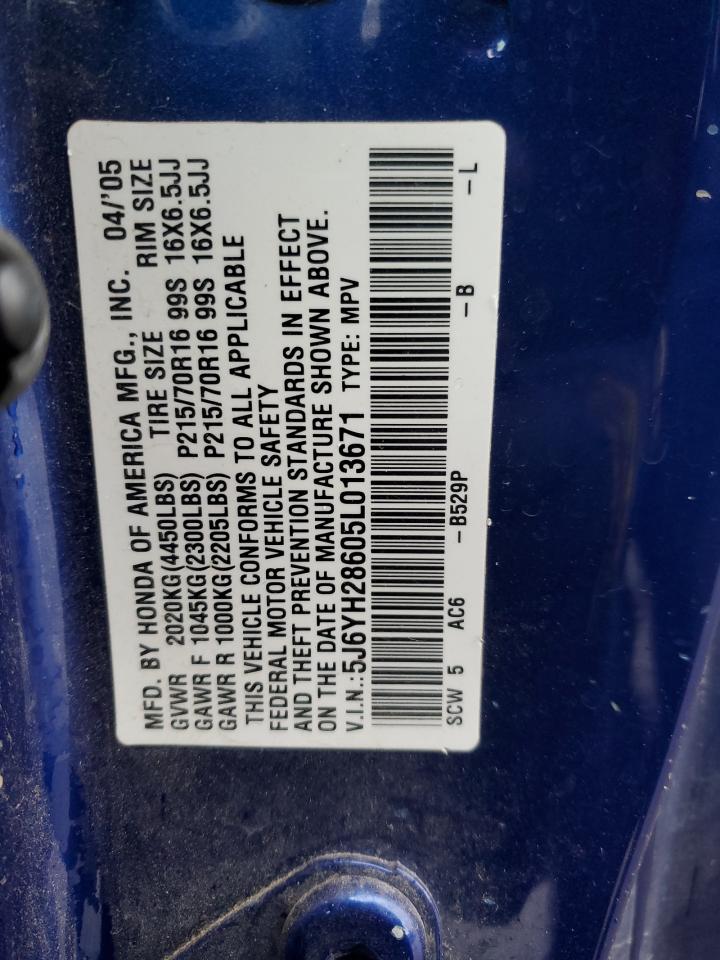 MFD. BY HONDA OF AMERICA MFG., INC. 04/'05
GVWR 2020KG(4450LBS) TIRE SIZE RIM SIZE
GAWR F 1045KG(2300LBS) P215/70R16 99S 16X6.5JJ
GAWR R 1000KG(2205LBS) P215/70R16 99S 16X6.5JJ
THIS VEHICLE CONFORMS TO ALL APPLICABLE
FEDERAL MOTOR VEHICLE SAFETY
AND THEFT PREVENTION STANDARDS IN EFFECT
ON THE DATE OF MANUFACTURE SHOWN ABOVE.
V.I.N.:5J6YH28605L013671 TYPE: MPV
SCW 5 AC6 -B529P -B -L